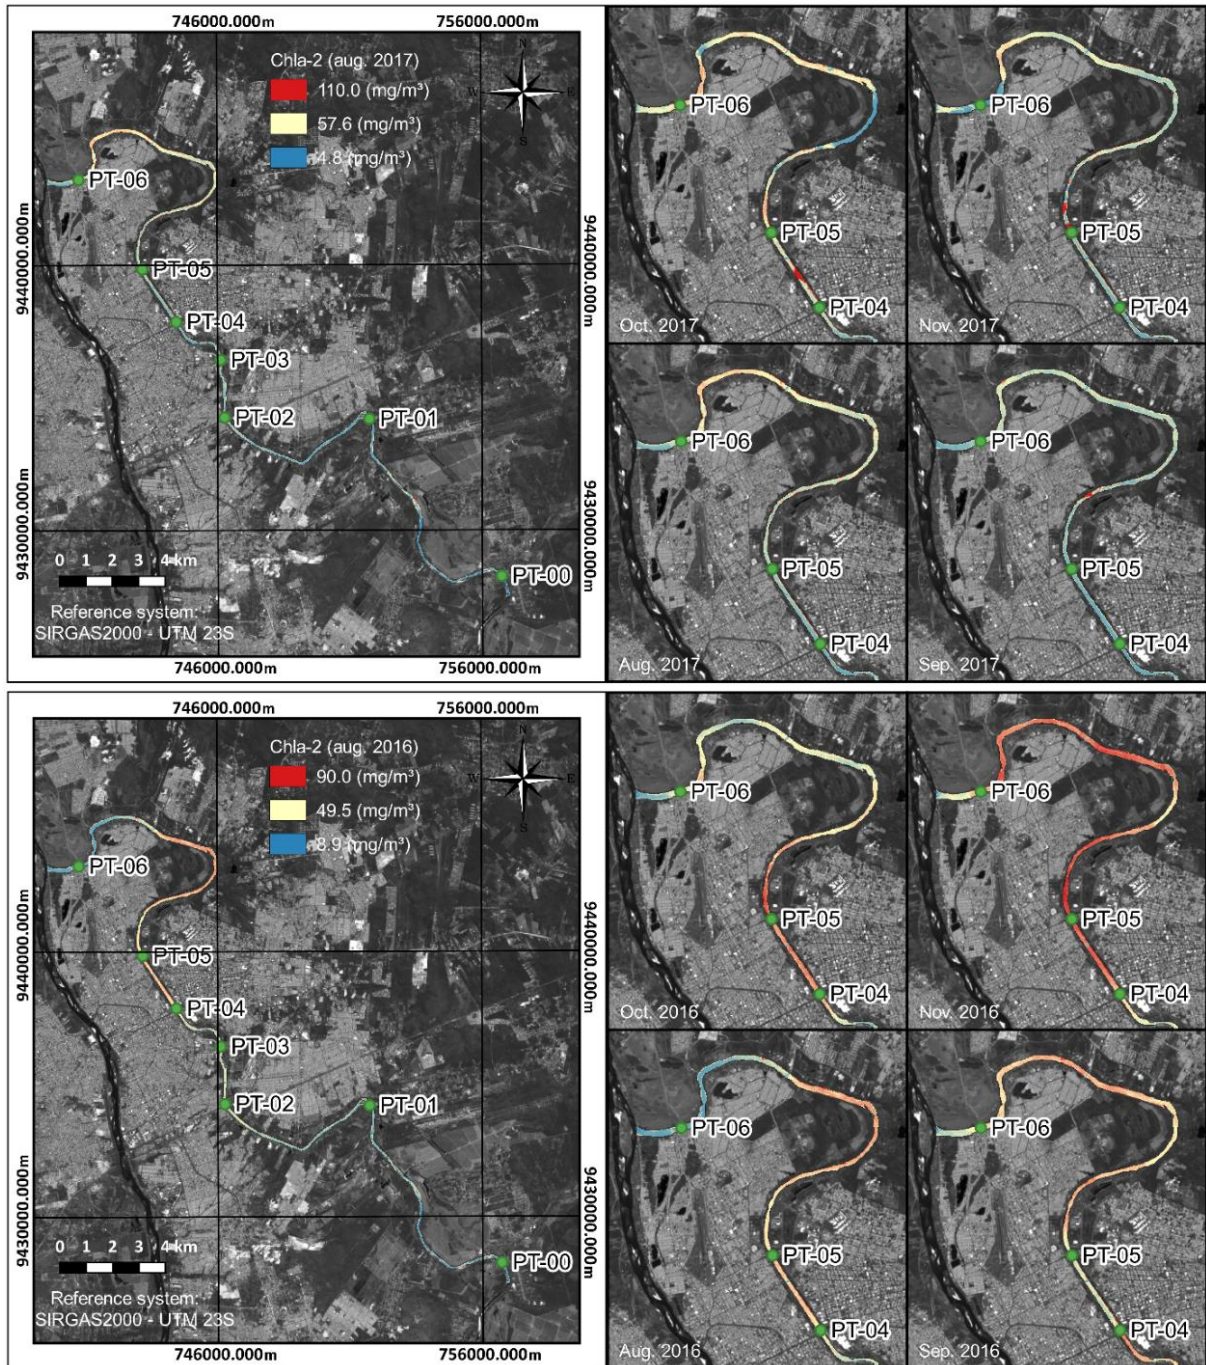 746000.000m 756000.000m
Chla-2 (aug. 2017)
110.0 (mg/m³)
57.6 (mg/m³)
4.8 (mg/m³)
N
W E
S
PT-06
PT-05
PT-04
PT-03
PT-02
PT-01
PT-00
9440000.000m
9430000.000m
9440000.000m
9430000.000m
0 1 2 3 4 km
Reference system:
SIRGAS2000 - UTM 23S
746000.000m 756000.000m
PT-06
PT-05
PT-04
Oct. 2017
PT-06
PT-05
PT-04
Nov. 2017
PT-06
PT-05
PT-04
Aug. 2017
PT-06
PT-05
PT-04
Sep. 2017
746000.000m 756000.000m
Chla-2 (aug. 2016)
90.0 (mg/m³)
49.5 (mg/m³)
8.9 (mg/m³)
N
W E
S
PT-06
PT-05
PT-04
PT-03
PT-02
PT-01
PT-00
9440000.000m
9430000.000m
9440000.000m
9430000.000m
0 1 2 3 4 km
Reference system:
SIRGAS2000 - UTM 23S
746000.000m 756000.000m
PT-06
PT-05
PT-04
Oct. 2016
PT-06
PT-05
PT-04
Nov. 2016
PT-06
PT-05
PT-04
Aug. 2016
PT-06
PT-05
PT-04
Sep. 2016